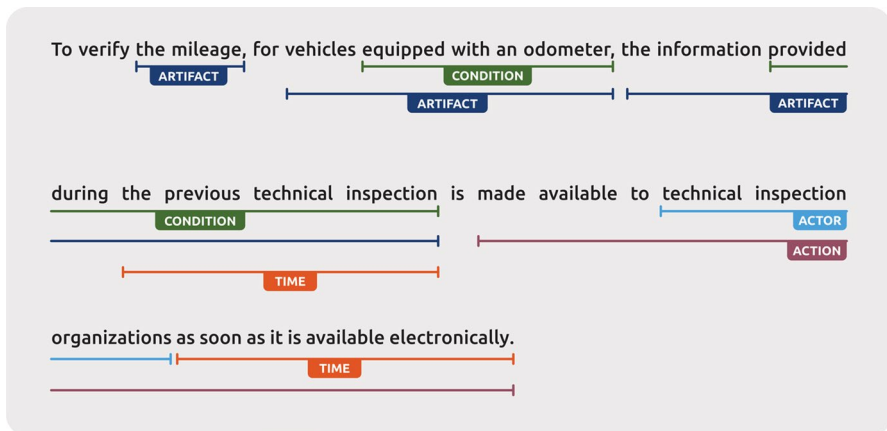 To verify the mileage, for vehicles equipped with an odometer, the information provided
ARTIFACT
CONDITION
ARTIFACT
ARTIFACT
during the previous technical inspection is made available to technical inspection
CONDITION
ACTOR
ACTION
TIME
organizations as soon as it is available electronically.
TIME